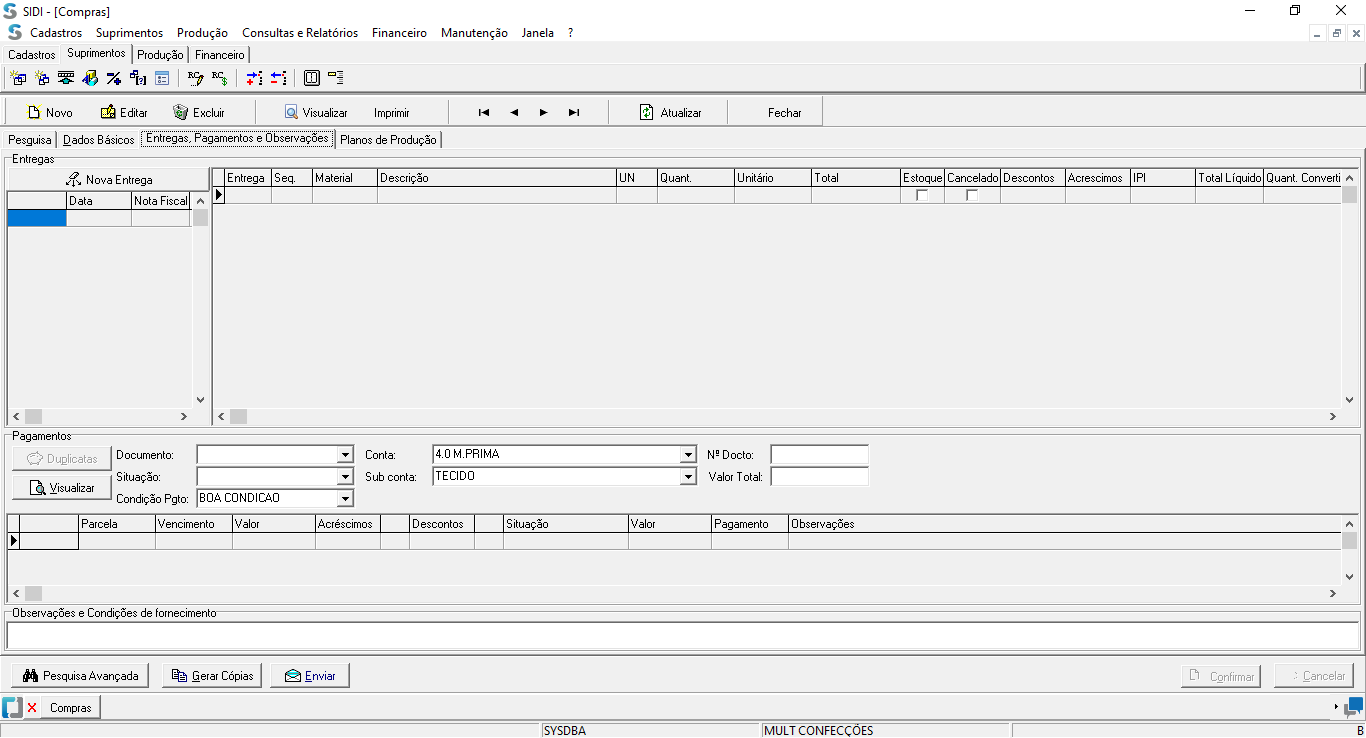 SIDI - [Compras]
Cadastros Suprimentos Produção Consultas e Relatórios Financeiro Manutenção Janela ?
Cadastros Suprimentos Produção Financeiro
Novo Editar Excluir Visualizar Imprimir Atualizar Fechar
Pesquisa Dados Básicos Entregas, Pagamentos e Observações Planos de Produção
Entregas
Nova Entrega
Data Nota Fiscal
Entrega Seq. Material Descrição UN Quant. Unitário Total Estoque Cancelado Descontos Acrescimos IPI Total Líquido Quant. Converti
Pagamentos
Duplicatas Documento: Conta: 4.0 M.PRIMA Nº Docto:
Visualizar Situação: Sub conta: TECIDO Valor Total:
Condição Pgto: BOA CONDICAO
Parcela Vencimento Valor Acréscimos Descontos Situação Valor Pagamento Observações
Observações e Condições de fornecimento
Pesquisa Avançada Gerar Cópias Enviar Confirmar Cancelar
Compras
SYSDBA MULT CONFECÇÕES B